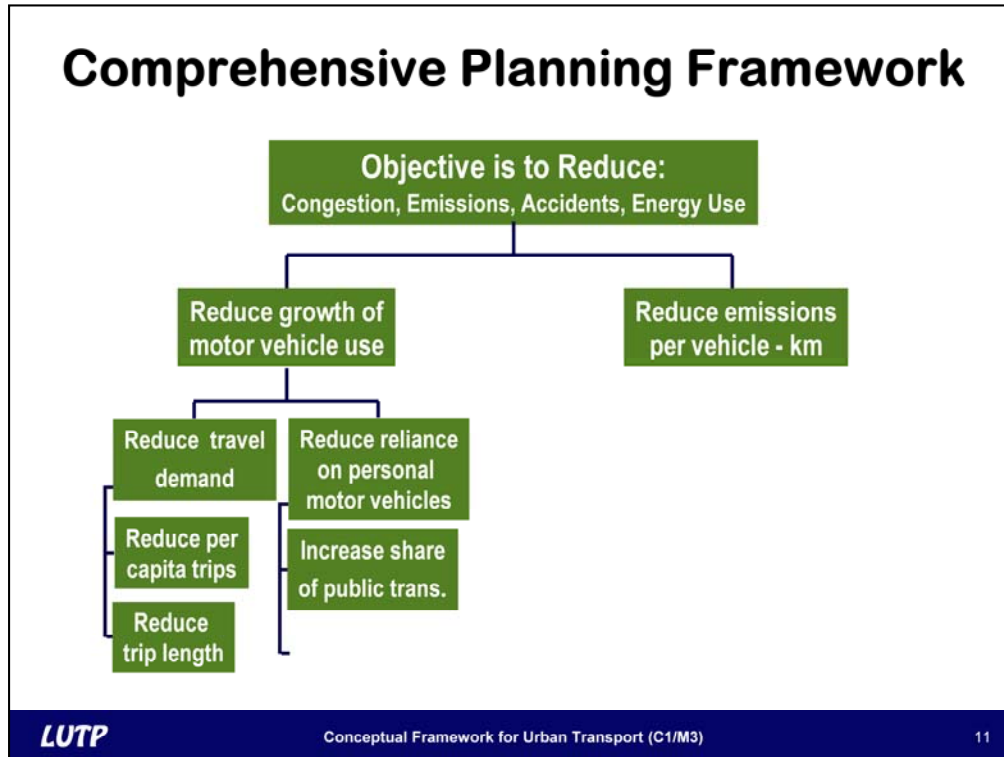 Comprehensive Planning Framework
Objective is to Reduce:
Congestion, Emissions, Accidents, Energy Use
Reduce growth of
motor vehicle use
Reduce emissions
per vehicle - km
Reduce travel
demand
Reduce reliance
on personal
motor vehicles
Reduce per
capita trips
Increase share
of public trans.
Reduce
trip length
LUTP
Conceptual Framework for Urban Transport (C1/M3)
11